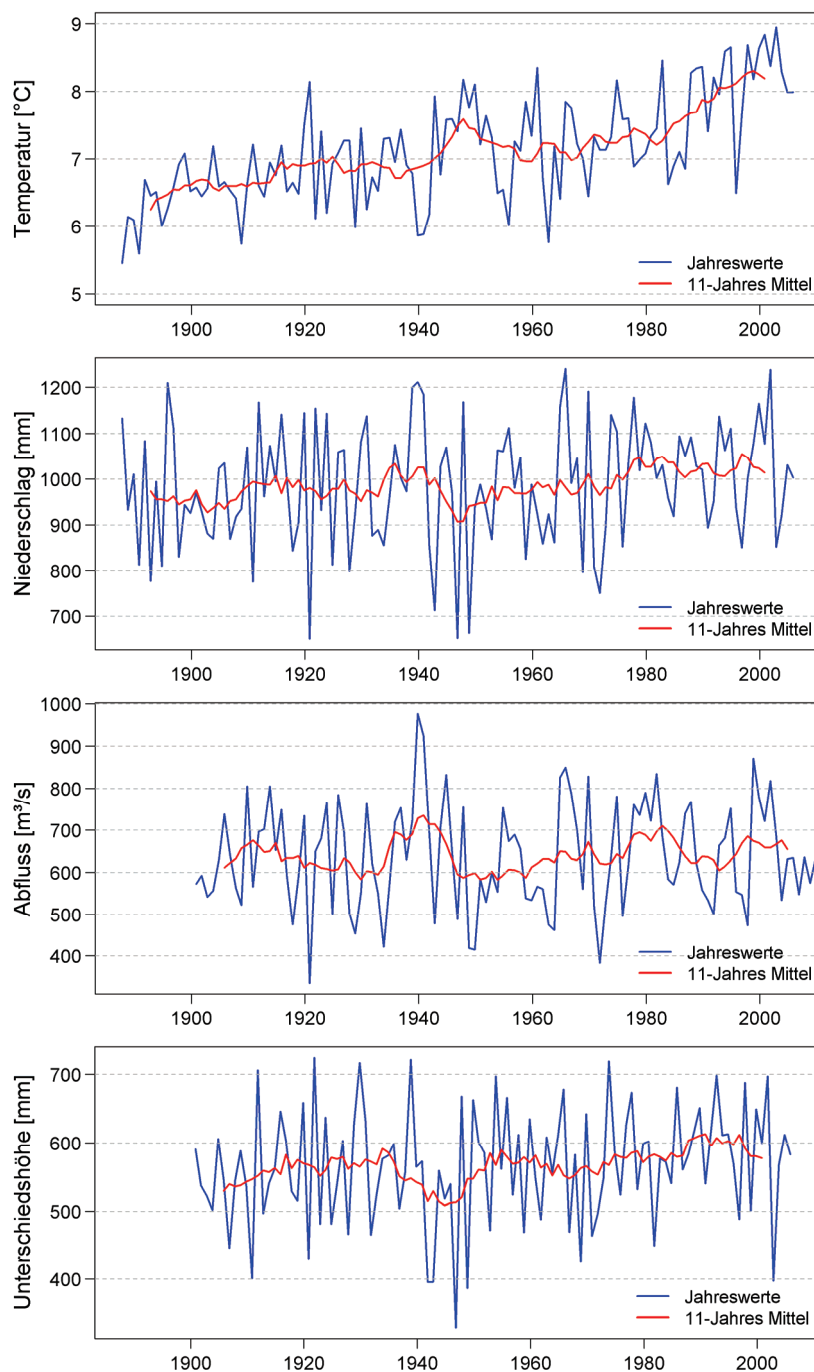 Temperatur [°C]
9
8
7
6
5
Jahreswerte
11-Jahres Mittel
1900 1920 1940 1960 1980 2000
Niederschlag [mm]
1200
1100
1000
900
800
700
Jahreswerte
11-Jahres Mittel
1900 1920 1940 1960 1980 2000
Abfluss [m³/s]
1000
900
800
700
600
500
400
Jahreswerte
11-Jahres Mittel
1900 1920 1940 1960 1980 2000
Unterschiedshöhe [mm]
700
600
500
400
Jahreswerte
11-Jahres Mittel
1900 1920 1940 1960 1980 2000